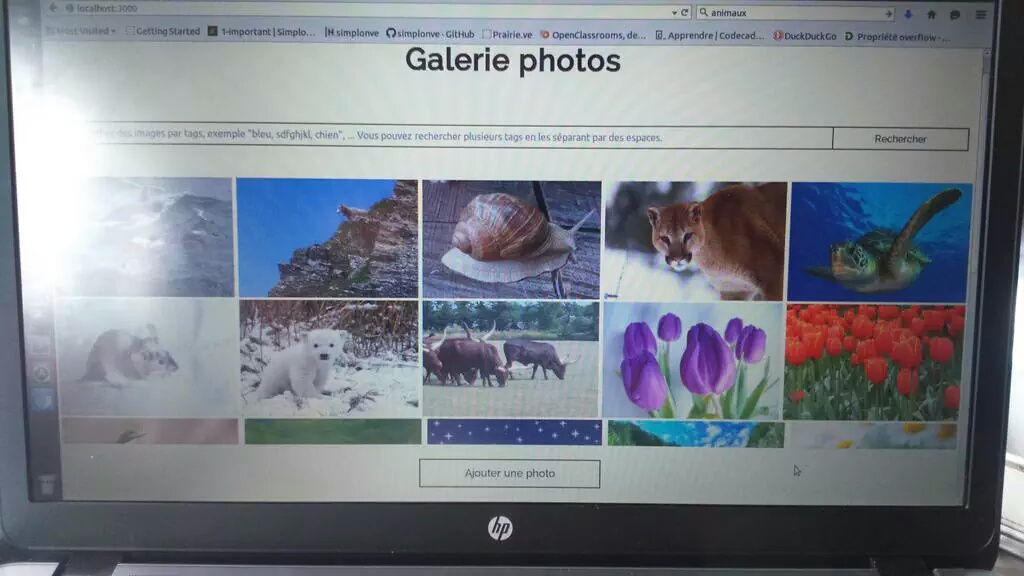 localhost:3000
animaux
Most Visited Getting Started 1-important | Simplo... simplonve simplonve · GitHub Prairie.ve OpenClassrooms, de... Apprendre | Codecad... DuckDuckGo Propriété overflow -...
Galerie photos
des images par tags, exemple "bleu, sdfghjkl, chien", ... Vous pouvez rechercher plusieurs tags en les séparant par des espaces.
Rechercher
Ajouter une photo
hp